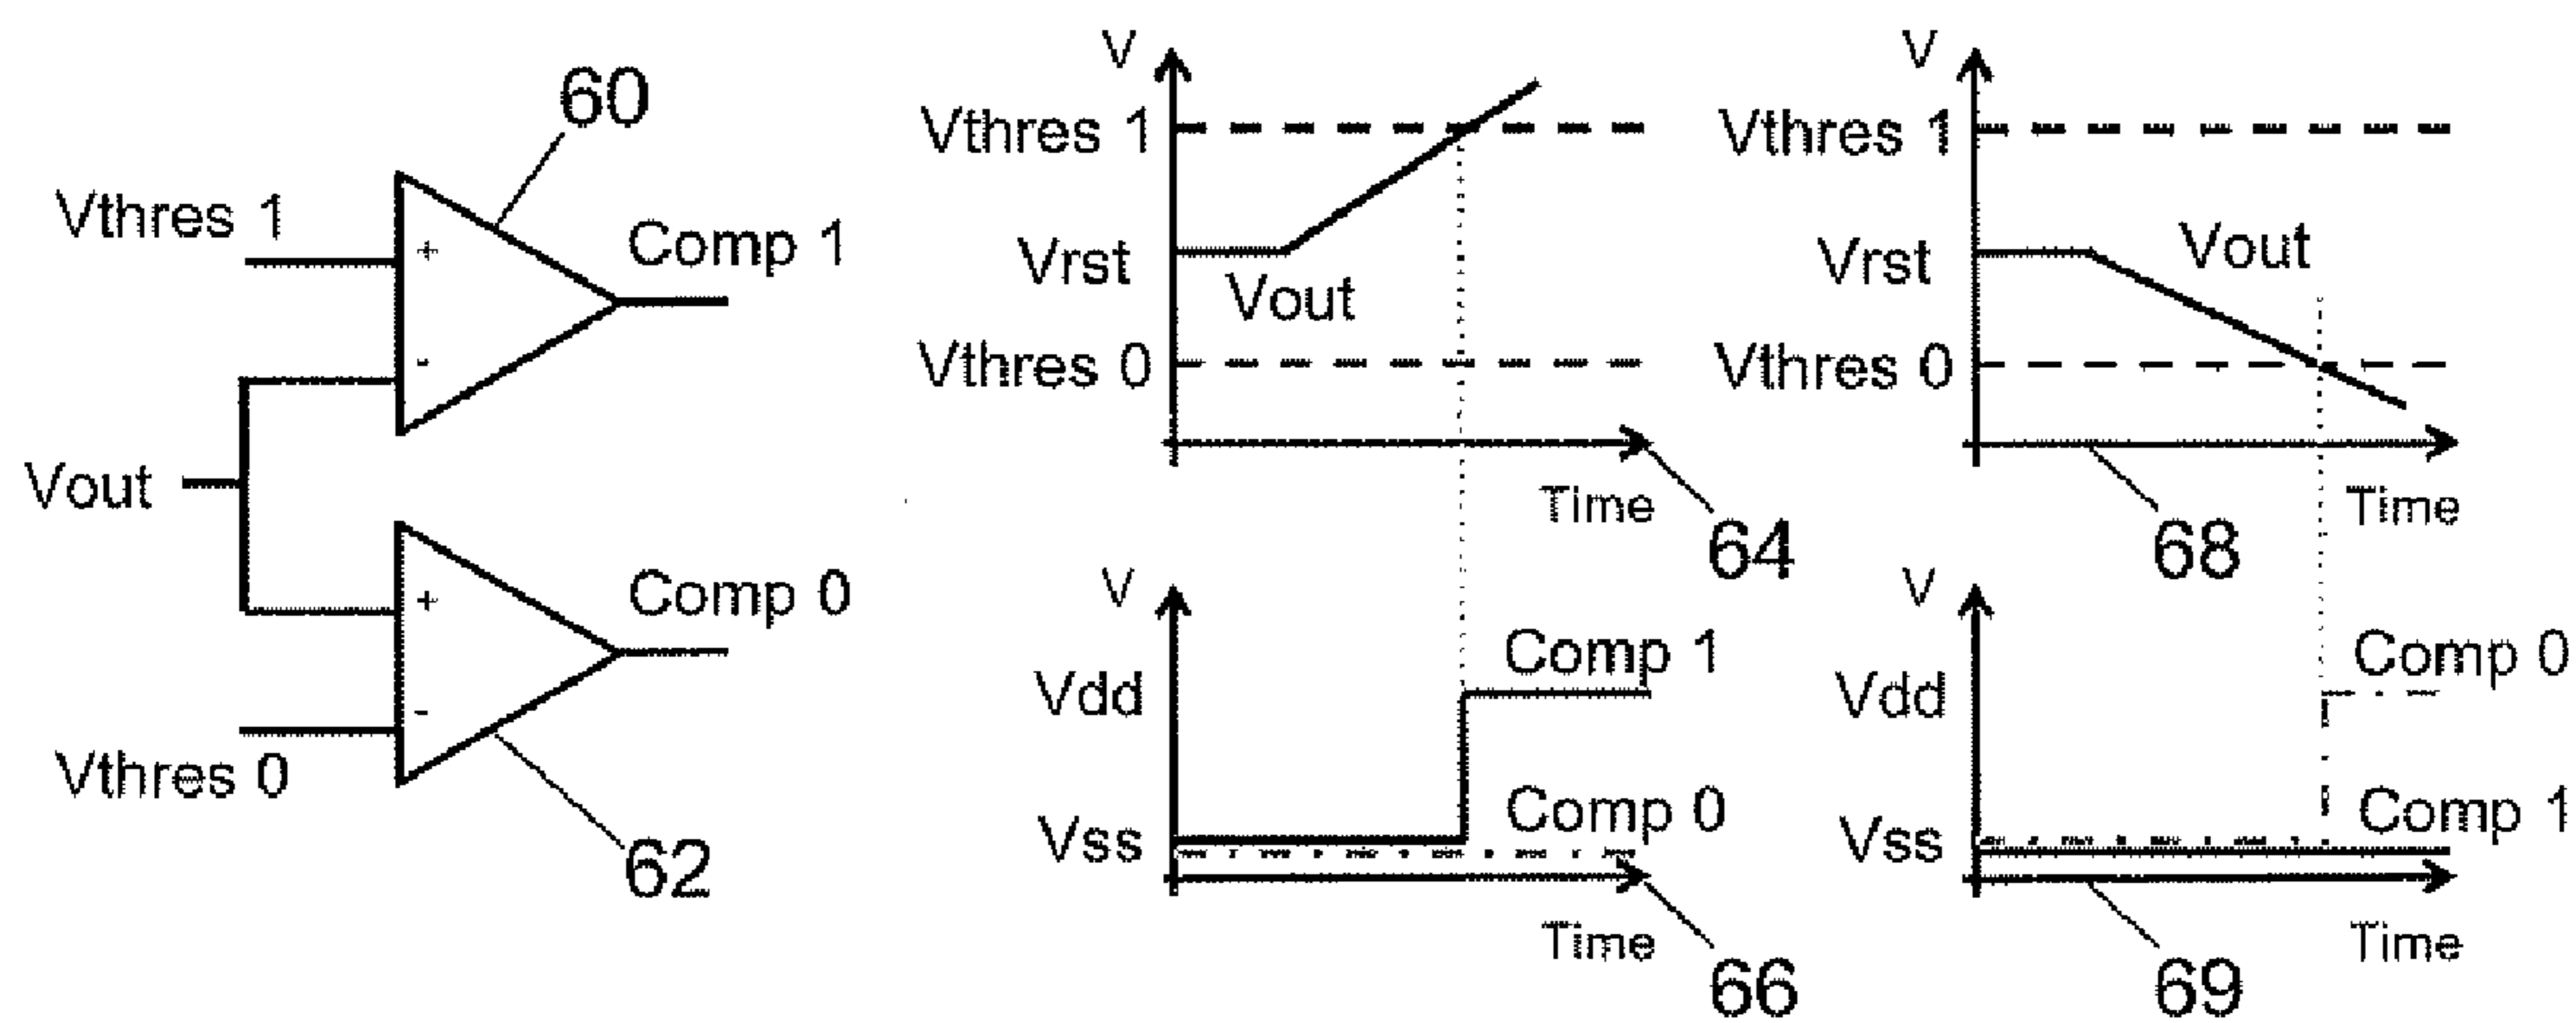 60
Vthres 1
+
Comp 1
-
Vout
+
Comp 0
-
Vthres 0
62
V
Vthres 1
Vrst
Vout
Vthres 0
Time
64
V
Vthres 1
Vrst
Vout
Vthres 0
Time
68
V
Vdd
Comp 1
Vss
Comp 0
Time
66
V
Vdd
Comp 0
Vss
Comp 1
Time
69